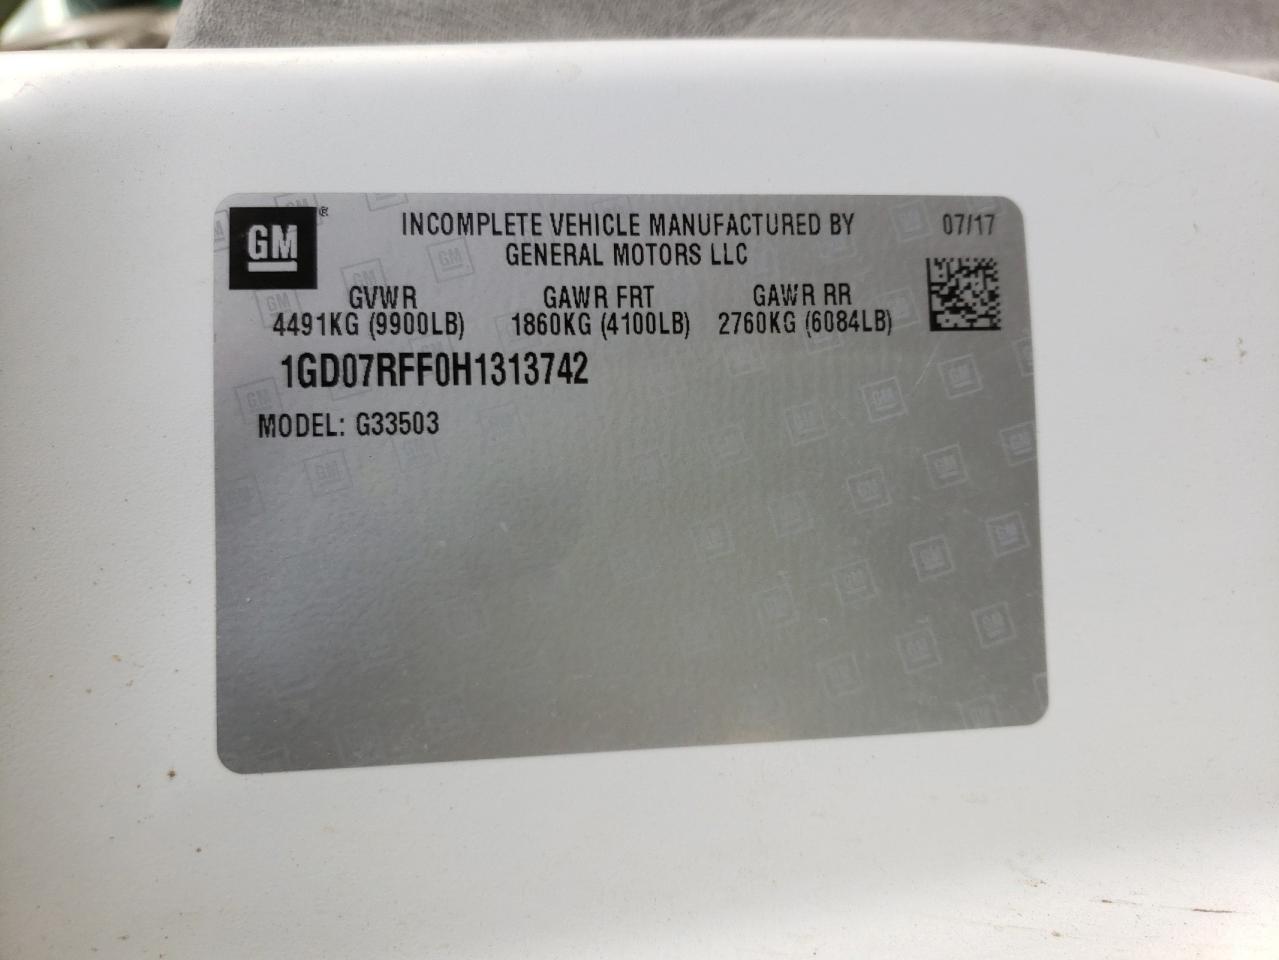 GM®
INCOMPLETE VEHICLE MANUFACTURED BY
GENERAL MOTORS LLC
07/17
GVWR GAWR FRT GAWR RR
4491KG (9900LB) 1860KG (4100LB) 2760KG (6084LB)
1GD07RFF0H1313742
MODEL: G33503